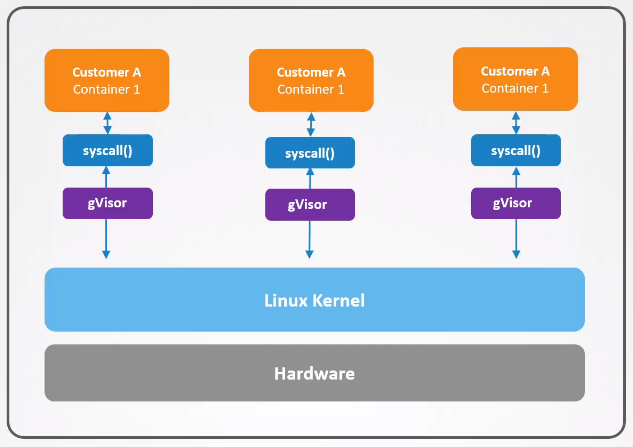 Customer A
Container 1
Customer A
Container 1
Customer A
Container 1
syscall()
syscall()
syscall()
gVisor
gVisor
gVisor
Linux Kernel
Hardware